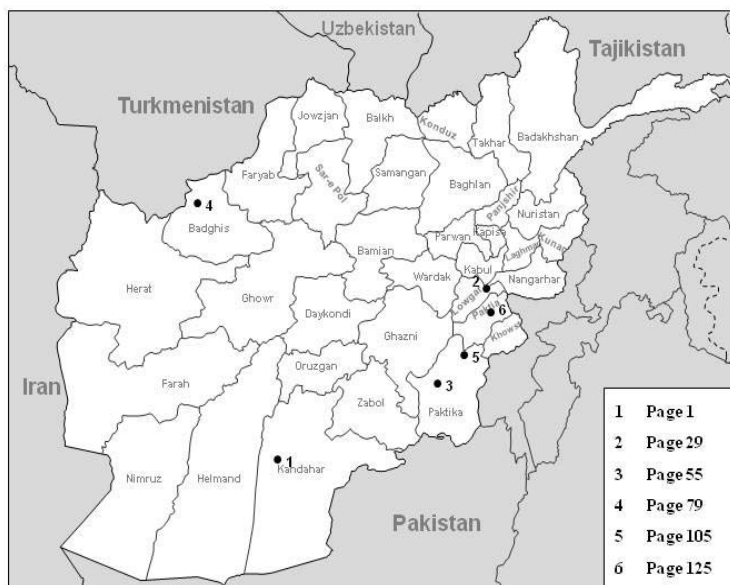 Uzbekistan
Tajikistan
Turkmenistan
Jowzjan
Balkh
Konduz
Takhar
Badakhshan
Faryab
Sar-e Pol
Samangan
Baghlan
Panjshir
Nuristan
4
Badghis
Parwan
Kapisa
Laghman
Kunar
Bamian
Kabul
Herat
Ghowr
Wardak
2
Nangarhar
Daykondi
Lowgar
Paktia
6
Khowst
Ghazni
Oruzgan
5
Iran
Farah
3
Zabol
Paktika
1
Kandahar
Nimruz
Helmand
Pakistan
1 Page 1
2 Page 29
3 Page 55
4 Page 79
5 Page 105
6 Page 125